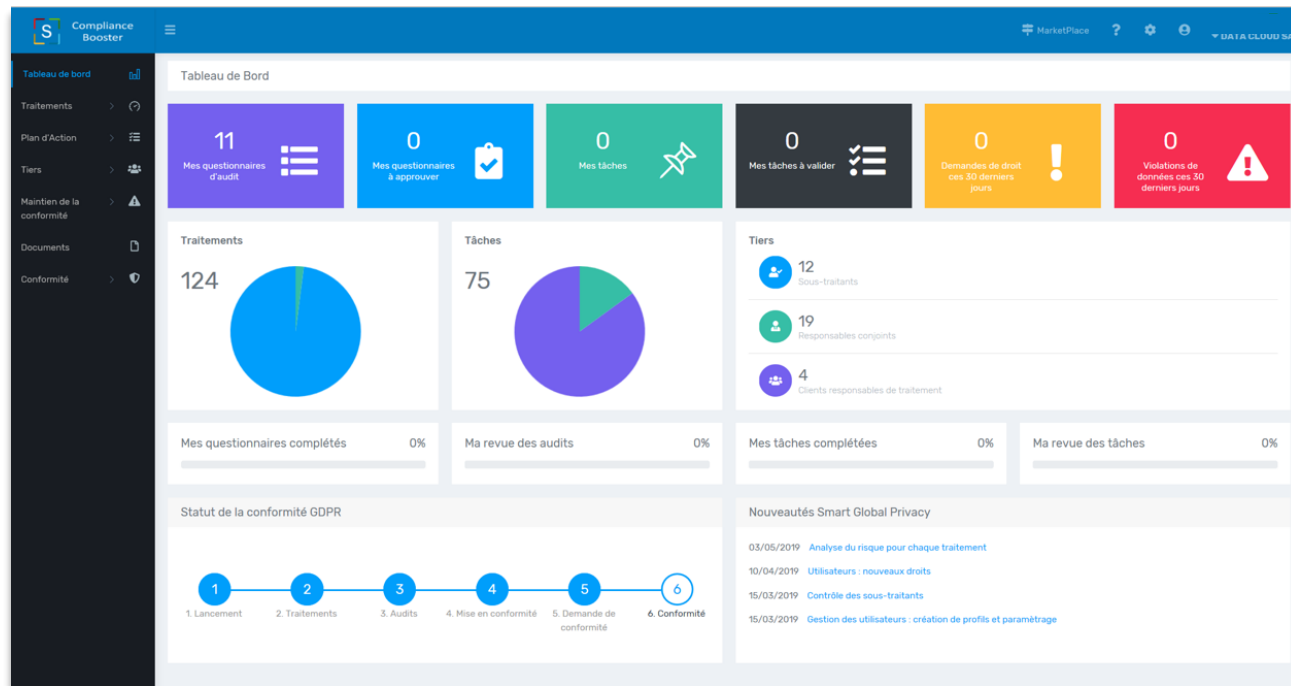 S
Compliance
Booster
MarketPlace ?
DATA CLOUD
Tableau de bord
Traitements
Plan d'Action
Tiers
Maintien de la
conformité
Documents
Conformité
Tableau de Bord
11
Mes questionnaires
d'audit
0
Mes questionnaires
à approuver
0
Mes tâches
0
Mes tâches à valider
0
Demandes de droit
ces 30 derniers
jours
0
Violations de
données ces 30
derniers jours
Traitements
124
Tâches
75
Tiers
12
Sous-traitants
19
Responsables conjoints
4
Clients responsables de traitement
Mes questionnaires complétés 0%
Ma revue des audits 0%
Mes tâches complétées 0%
Ma revue des tâches 0%
Statut de la conformité GDPR
1 2 3 4 5 6
1. Lancement
2. Traitements
3. Audits
4. Mise en conformité
5. Demande de
conformité
6. Conformité
Nouveautés Smart Global Privacy
03/05/2019 Analyse du risque pour chaque traitement
10/04/2019 Utilisateurs : nouveaux droits
15/03/2019 Contrôle des sous-traitants
15/03/2019 Gestion des utilisateurs : création de profils et paramètrage